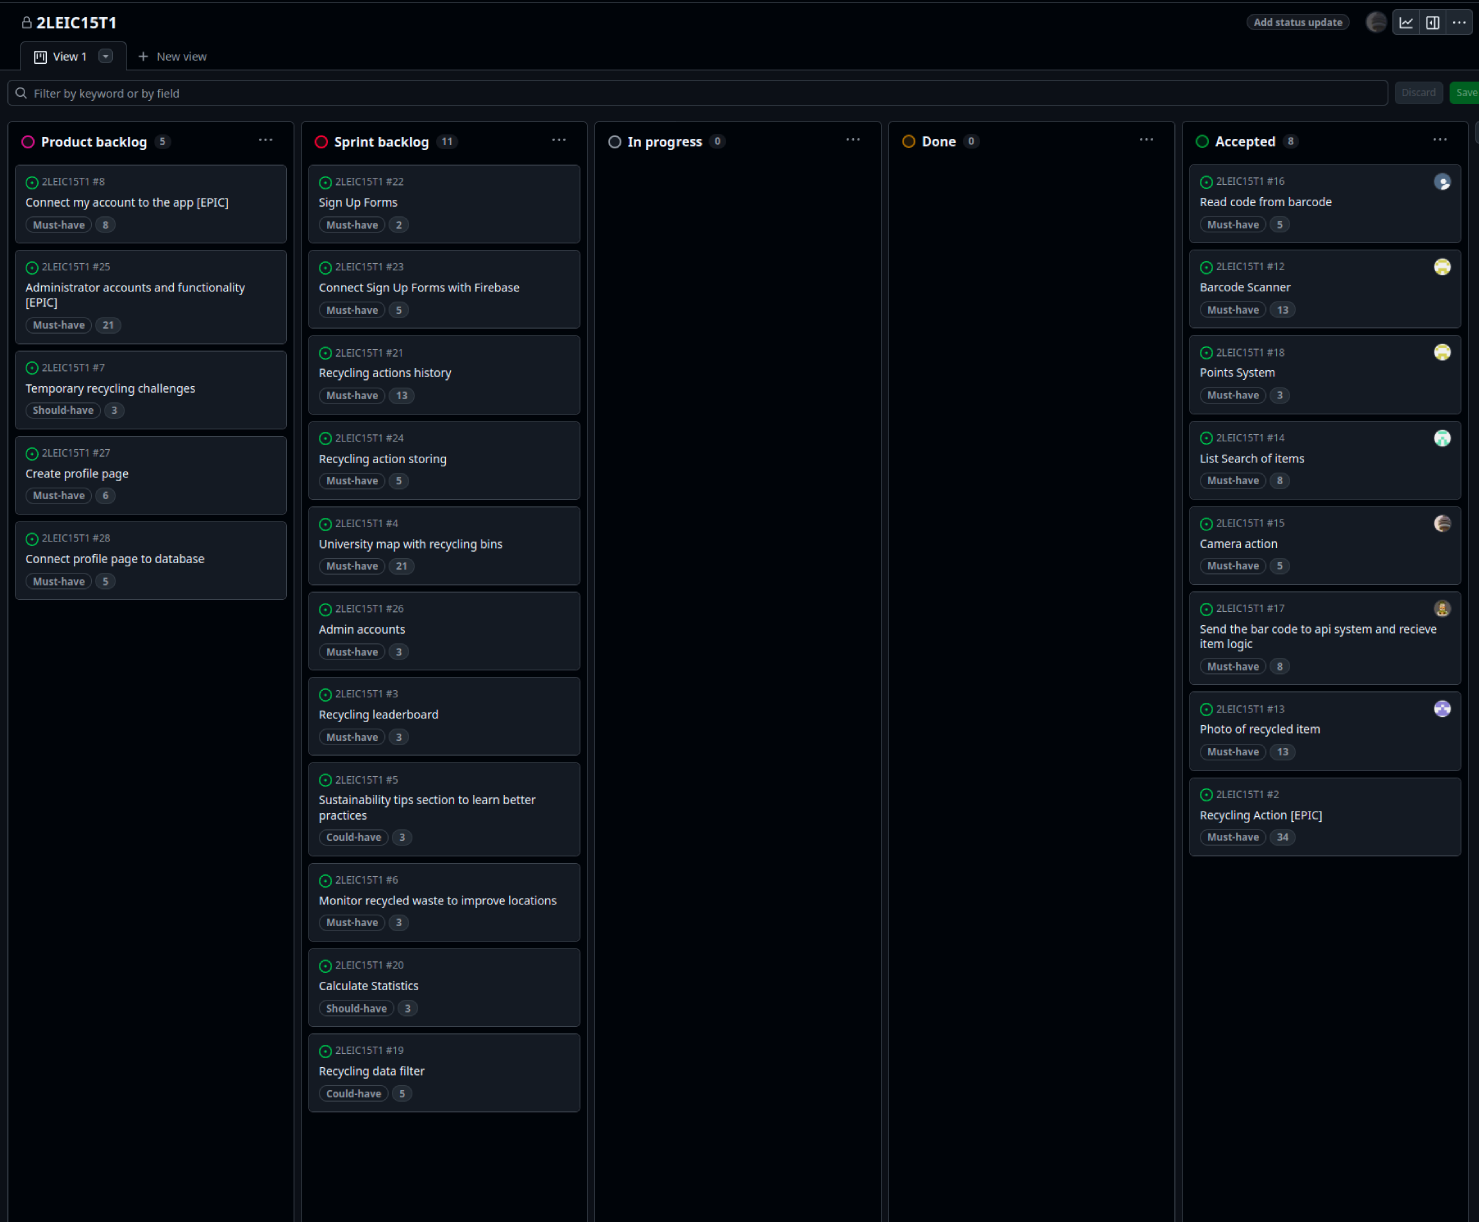 2LEIC15T1
Add status update
View 1
New view
Filter by keyword or by field
Discard
Save
Product backlog 5
2LEIC15T1 #8
Connect my account to the app [EPIC]
Must-have 8
2LEIC15T1 #25
Administrator accounts and functionality
[EPIC]
Must-have 21
2LEIC15T1 #7
Temporary recycling challenges
Should-have 3
2LEIC15T1 #27
Create profile page
Must-have 6
2LEIC15T1 #28
Connect profile page to database
Must-have 5
Sprint backlog 11
2LEIC15T1 #22
Sign Up Forms
Must-have 2
2LEIC15T1 #23
Connect Sign Up Forms with Firebase
Must-have 5
2LEIC15T1 #21
Recycling actions history
Must-have 13
2LEIC15T1 #24
Recycling action storing
Must-have 5
2LEIC15T1 #4
University map with recycling bins
Must-have 21
2LEIC15T1 #26
Admin accounts
Must-have 3
2LEIC15T1 #3
Recycling leaderboard
Must-have 3
2LEIC15T1 #5
Sustainability tips section to learn better
practices
Could-have 3
2LEIC15T1 #6
Monitor recycled waste to improve locations
Must-have 3
2LEIC15T1 #20
Calculate Statistics
Should-have 3
2LEIC15T1 #19
Recycling data filter
Could-have 5
In progress 0
Done 0
Accepted 8
2LEIC15T1 #16
Read code from barcode
Must-have 5
2LEIC15T1 #12
Barcode Scanner
Must-have 13
2LEIC15T1 #18
Points System
Must-have 3
2LEIC15T1 #14
List Search of items
Must-have 8
2LEIC15T1 #15
Camera action
Must-have 5
2LEIC15T1 #17
Send the bar code to api system and recieve
item logic
Must-have 8
2LEIC15T1 #13
Photo of recycled item
Must-have 13
2LEIC15T1 #2
Recycling Action [EPIC]
Must-have 34